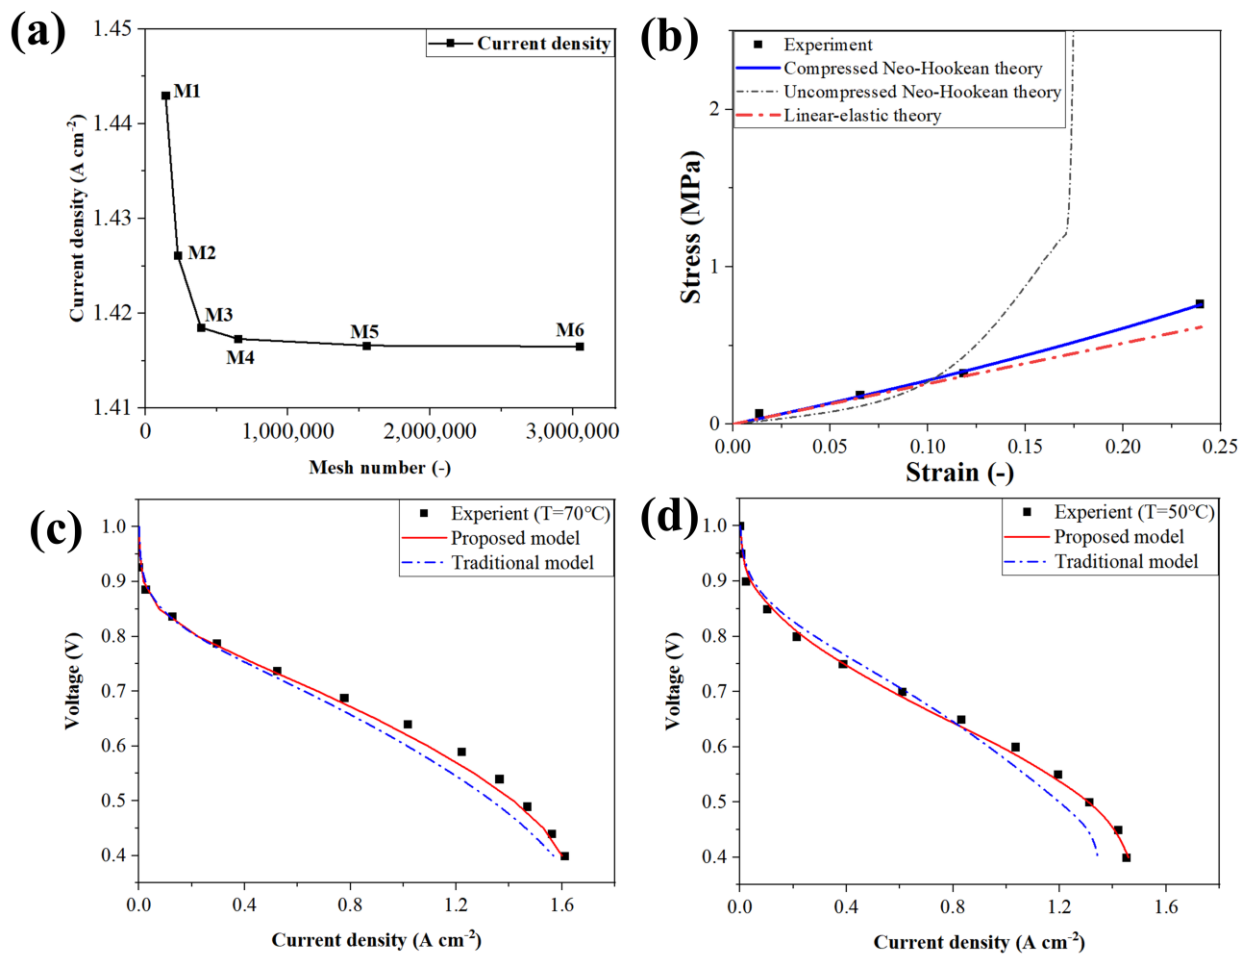 (a)
1.45
1.44
1.43
1.42
1.41
Current density (A cm⁻²)
Current density
M1
M2
M3
M4
M5
M6
0
1,000,000
2,000,000
3,000,000
Mesh number (-)
(b)
Experiment
Compressed Neo-Hookean theory
Uncompressed Neo-Hookean theory
Linear-elastic theory
2
1
0
Stress (MPa)
0.00
0.05
0.10
0.15
0.20
0.25
Strain (-)
(c)
Experient (T=70°C)
Proposed model
Traditional model
1.0
0.9
0.8
0.7
0.6
0.5
0.4
Voltage (V)
0.0
0.4
0.8
1.2
1.6
Current density (A cm⁻²)
(d)
Experient (T=50°C)
Proposed model
Traditional model
1.0
0.9
0.8
0.7
0.6
0.5
0.4
Voltage (V)
0.0
0.4
0.8
1.2
1.6
Current density (A cm⁻²)